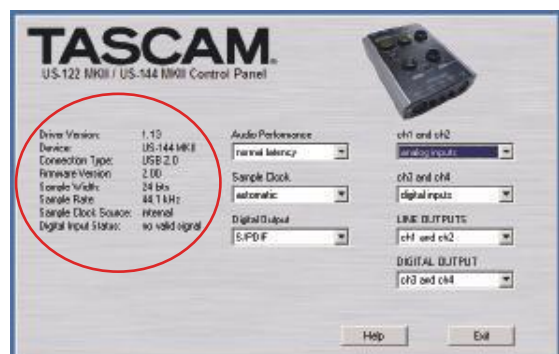 TASCAM.
US-122 MKII / US-144 MKII Control Panel
Driver Version: 1.13
Device: US-144 MKII
Connection Type: USB 2.0
Firmware Version 2.00
Sample Width: 24 bits
Sample Rate 44.1 kHz
Sample Clock Source: internal
Digital Input Status: no valid signal
Audio Performance
normal latency
Sample Clock
automatic
Digital Output
S/PDIF
ch1 and ch2
analog inputs
ch3 and ch4
digital inputs
LINE OUTPUTS
ch1 and ch2
DIGITAL OUTPUT
ch3 and ch4
Help
Exit